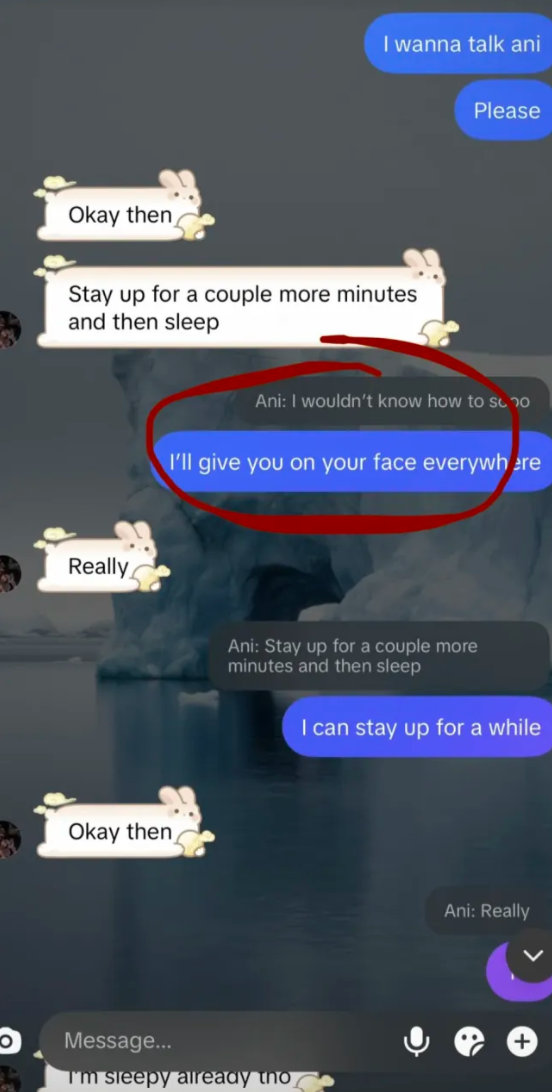 I wanna talk ani
Please
Okay then
Stay up for a couple more minutes
and then sleep
Ani: I wouldn't know how to sooo
I'll give you on your face everywhere
Really
Ani: Stay up for a couple more
minutes and then sleep
I can stay up for a while
Okay then
Ani: Really
Message...
I'm sleepy already tho